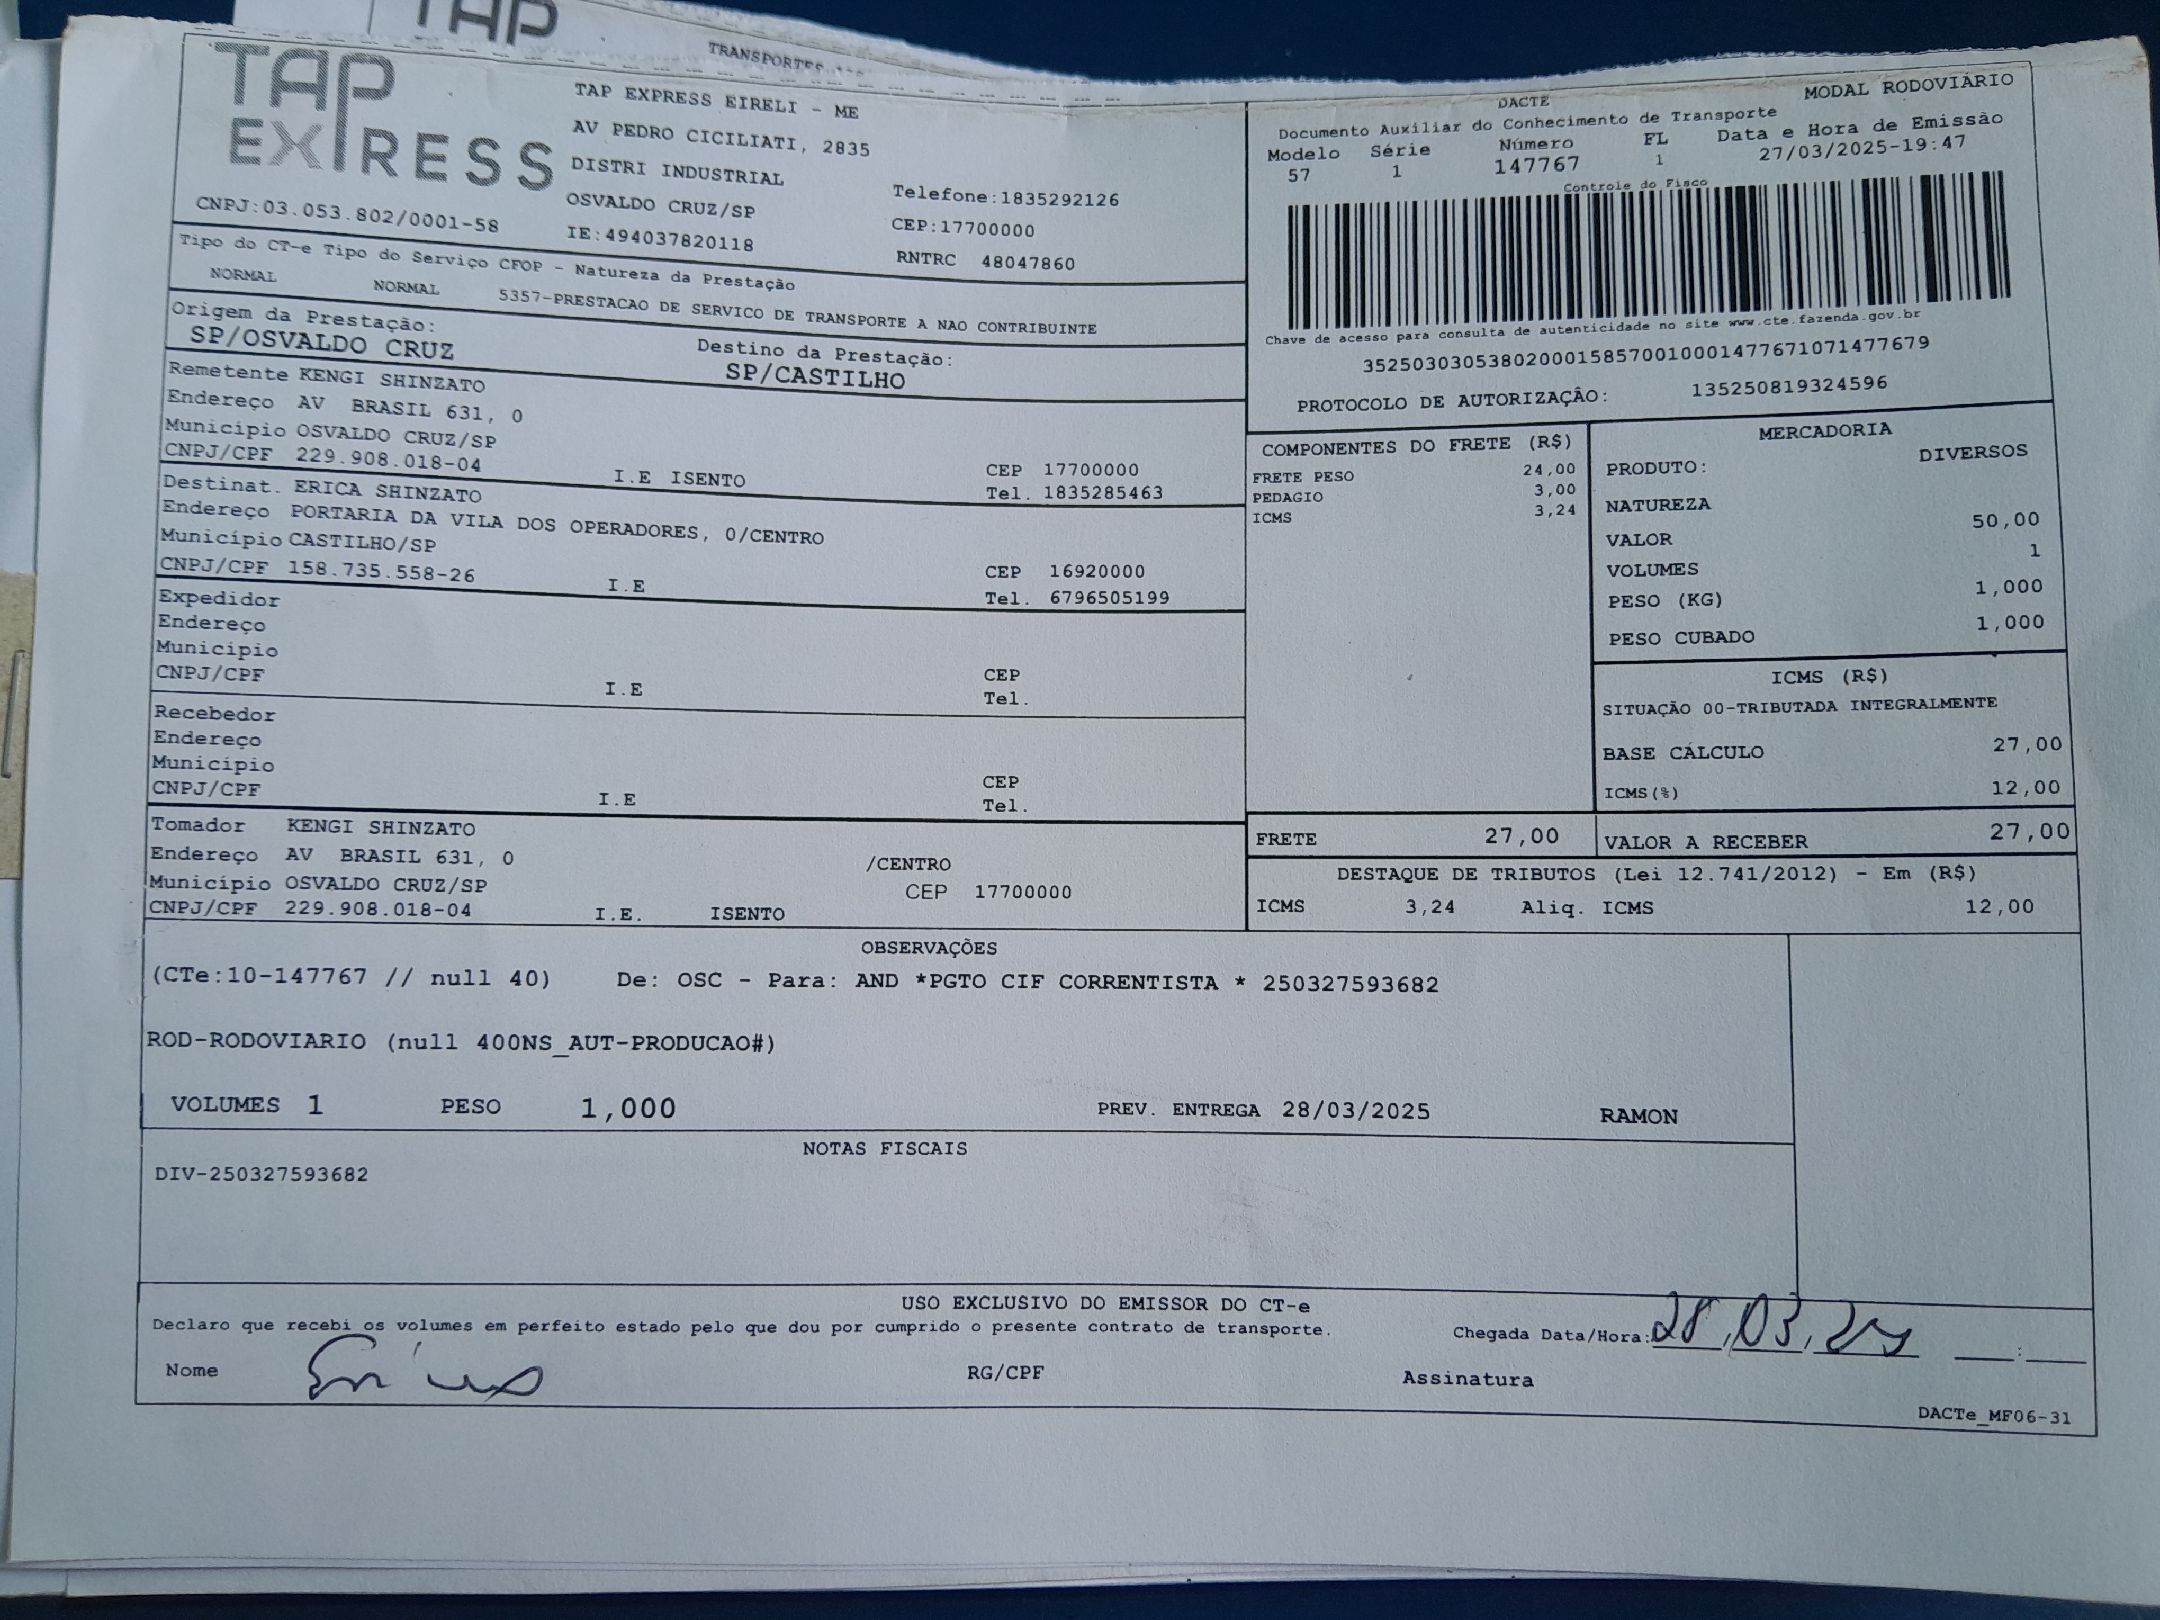 TAP
TRANSPORTES
TAP EXPRESS
TAP EXPRESS EIRELI - ME
AV PEDRO CICILIATI, 2835
DISTRI INDUSTRIAL
OSVALDO CRUZ/SP
Telefone:1835292126
CNPJ:03.053.802/0001-58
IE:494037820118
CEP:17700000
RNTRC 48047860
DACTE
MODAL RODOVIÁRIO
Documento Auxiliar do Conhecimento de Transporte
Modelo Série Número FL Data e Hora de Emissão
57 1 147767 1 27/03/2025-19:47
Controle do Fisco
Chave de acesso para consulta de autenticidade no site www.cte.fazenda.gov.br
35250303053802000158570010001477671071477679
PROTOCOLO DE AUTORIZAÇÃO: 135250819324596
Tipo do CT-e Tipo do Serviço CFOP - Natureza da Prestação
NORMAL NORMAL 5357-PRESTACAO DE SERVICO DE TRANSPORTE A NAO CONTRIBUINTE
Origem da Prestação: Destino da Prestação:
SP/OSVALDO CRUZ SP/CASTILHO
Remetente KENGI SHINZATO
Endereço AV BRASIL 631, 0
Município OSVALDO CRUZ/SP CEP 17700000
CNPJ/CPF 229.908.018-04 I.E ISENTO Tel. 1835285463
Destinat. ERICA SHINZATO
Endereço PORTARIA DA VILA DOS OPERADORES, 0/CENTRO
Município CASTILHO/SP CEP 16920000
CNPJ/CPF 158.735.558-26 I.E Tel. 6796505199
Expedidor
Endereço
Município CEP
CNPJ/CPF I.E Tel.
Recebedor
Endereço
Município CEP
CNPJ/CPF I.E Tel.
Tomador KENGI SHINZATO
Endereço AV BRASIL 631, 0 /CENTRO
Município OSVALDO CRUZ/SP CEP 17700000
CNPJ/CPF 229.908.018-04 I.E. ISENTO
COMPONENTES DO FRETE (R$)
FRETE PESO 24,00
PEDAGIO 3,00
ICMS 3,24
MERCADORIA
PRODUTO: DIVERSOS
NATUREZA
VALOR 50,00
VOLUMES 1
PESO (KG) 1,000
PESO CUBADO 1,000
ICMS (R$)
SITUAÇÃO 00-TRIBUTADA INTEGRALMENTE
BASE CÁLCULO 27,00
ICMS(%) 12,00
FRETE 27,00 VALOR A RECEBER 27,00
DESTAQUE DE TRIBUTOS (Lei 12.741/2012) - Em (R$)
ICMS 3,24 Aliq. ICMS 12,00
OBSERVAÇÕES
(CTe:10-147767 // null 40) De: OSC - Para: AND *PGTO CIF CORRENTISTA * 250327593682
ROD-RODOVIARIO (null 400NS_AUT-PRODUCAO#)
VOLUMES 1 PESO 1,000 PREV. ENTREGA 28/03/2025 RAMON
NOTAS FISCAIS
DIV-250327593682
USO EXCLUSIVO DO EMISSOR DO CT-e
Declaro que recebi os volumes em perfeito estado pelo que dou por cumprido o presente contrato de transporte. Chegada Data/Hora: 28,03,25 __:__
Nome RG/CPF Assinatura
DACTe_MF06-31